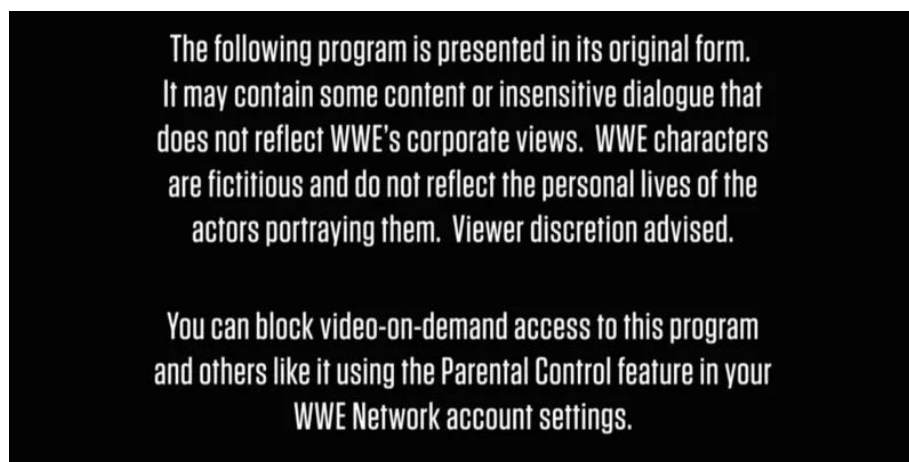 The following program is presented in its original form.
It may contain some content or insensitive dialogue that
does not reflect WWE's corporate views.  WWE characters
are fictitious and do not reflect the personal lives of the
actors portraying them.  Viewer discretion advised.
You can block video-on-demand access to this program
and others like it using the Parental Control feature in your
WWE Network account settings.